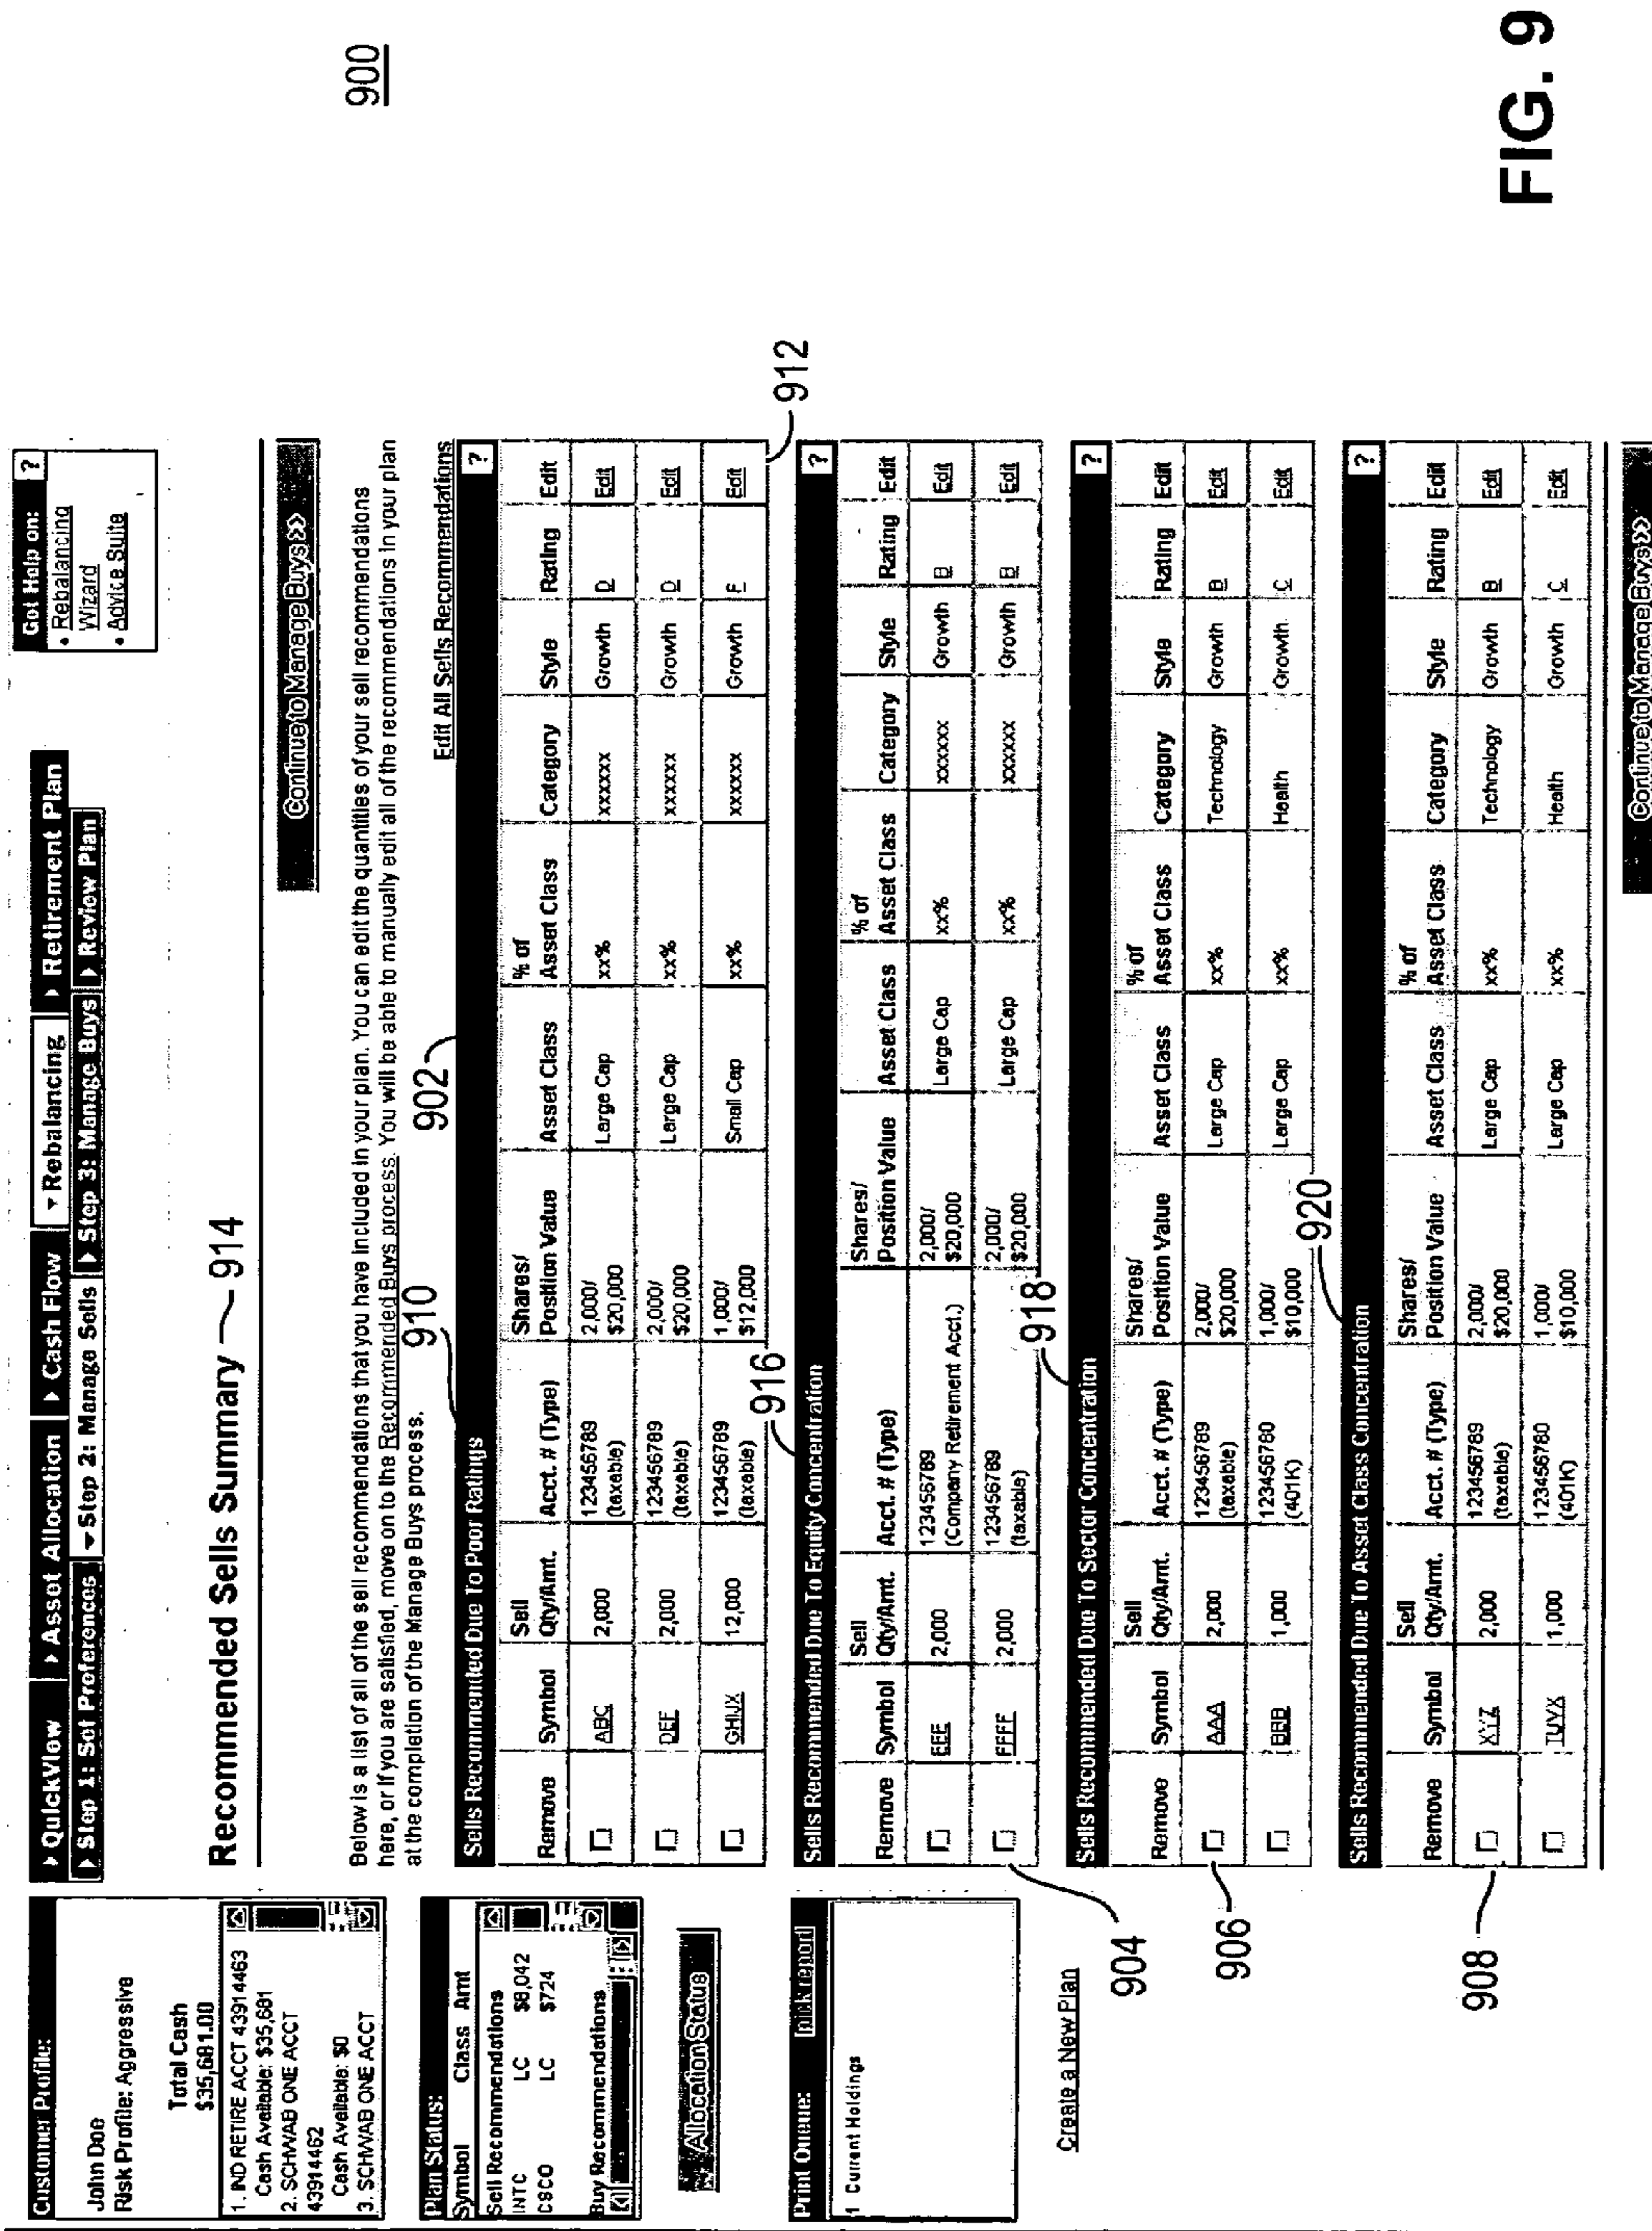 900
FIG. 9
Customer Profile:
John Doe
Risk Profile: Aggressive
Total Cash
$35,681.00
1. IND RETIRE ACCT 43914463
Cash Available: $35,681
2. SCHWAB ONE ACCT
43914462
Cash Available: $0
3. SCHWAB ONE ACCT
Plan Status:
Symbol Class Amt
Sell Recommendations
INTC LC $8,042
CSCO LC $724
Buy Recommendations
Allocation Status
Print Queue: pick report
1 Current Holdings
Create a New Plan
QuickView Asset Allocation Cash Flow Rebalancing Retirement Plan
Step 1: Set Preferences Step 2: Manage Sells Step 3: Manage Buys Review Plan
Get Help on: ?
• Rebalancing
Wizard
• Advice Suite
Recommended Sells Summary 914
Continue to Manage Buys >>
Below is a list of all of the sell recommendations that you have included in your plan. You can edit the quantities of your sell recommendations
here, or if you are satisfied, move on to the Recommended Buys process. You will be able to manually edit all of the recommendations in your plan
at the completion of the Manage Buys process.
910 902
Edit All Sells Recommendations
Sells Recommended Due To Poor Ratings ?
Remove Symbol Sell Qty/Amt. Acct. # (Type) Shares/ Position Value Asset Class % of Asset Class Category Style Rating Edit
ABC 2,000 123456789 (taxable) 2,000/ $20,000 Large Cap xx% xxxxxx Growth D Edit
DEF 2,000 123456789 (taxable) 2,000/ $20,000 Large Cap xx% xxxxxx Growth D Edit
GHIJX 12,000 123456789 (taxable) 1,000/ $12,000 Small Cap xx% xxxxxx Growth F Edit
916 912
Sells Recommended Due To Equity Concentration ?
Remove Symbol Sell Qty/Amt. Acct. # (Type) Shares/ Position Value Asset Class % of Asset Class Category Style Rating Edit
EEE 2,000 123456789 (Company Retirement Acct.) 2,000/ $20,000 Large Cap xx% xxxxxx Growth B Edit
FFFF 2,000 123456789 (taxable) 2,000/ $20,000 Large Cap xx% xxxxxx Growth B Edit
904 918
Sells Recommended Due To Sector Concentration ?
Remove Symbol Sell Qty/Amt. Acct. # (Type) Shares/ Position Value Asset Class % of Asset Class Category Style Rating Edit
AAA 2,000 123456789 (taxable) 2,000/ $20,000 Large Cap xx% Technology Growth B Edit
BBB 1,000 123456780 (401K) 1,000/ $10,000 Large Cap xx% Health Growth C Edit
906 920
Sells Recommended Due To Asset Class Concentration ?
Remove Symbol Sell Qty/Amt. Acct. # (Type) Shares/ Position Value Asset Class % of Asset Class Category Style Rating Edit
XYZ 2,000 123456789 (taxable) 2,000/ $20,000 Large Cap xx% Technology Growth B Edit
TUVX 1,000 123456780 (401K) 1,000/ $10,000 Large Cap xx% Health Growth C Edit
908
Continue to Manage Buys >>